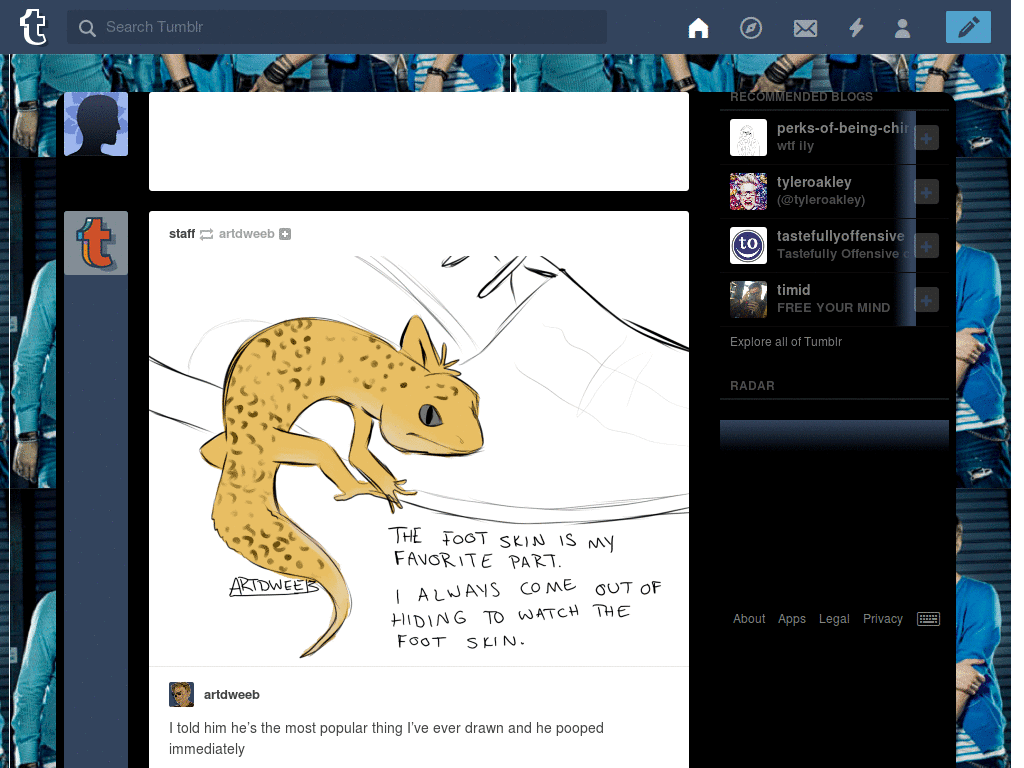 Search Tumblr
RECOMMENDED BLOGS
perks-of-being-chin
wtf ily
tyleroakley
(@tyleroakley)
to
tastefullyoffensive
Tastefully Offensive
timid
FREE YOUR MIND
Explore all of Tumblr
RADAR
About Apps Legal Privacy
staff artdweeb
THE FOOT SKIN IS MY
FAVORITE PART.
I ALWAYS COME OUT OF
HIDING TO WATCH THE
FOOT SKIN.
ARTDWEEB
artdweeb
I told him he’s the most popular thing I’ve ever drawn and he pooped
immediately